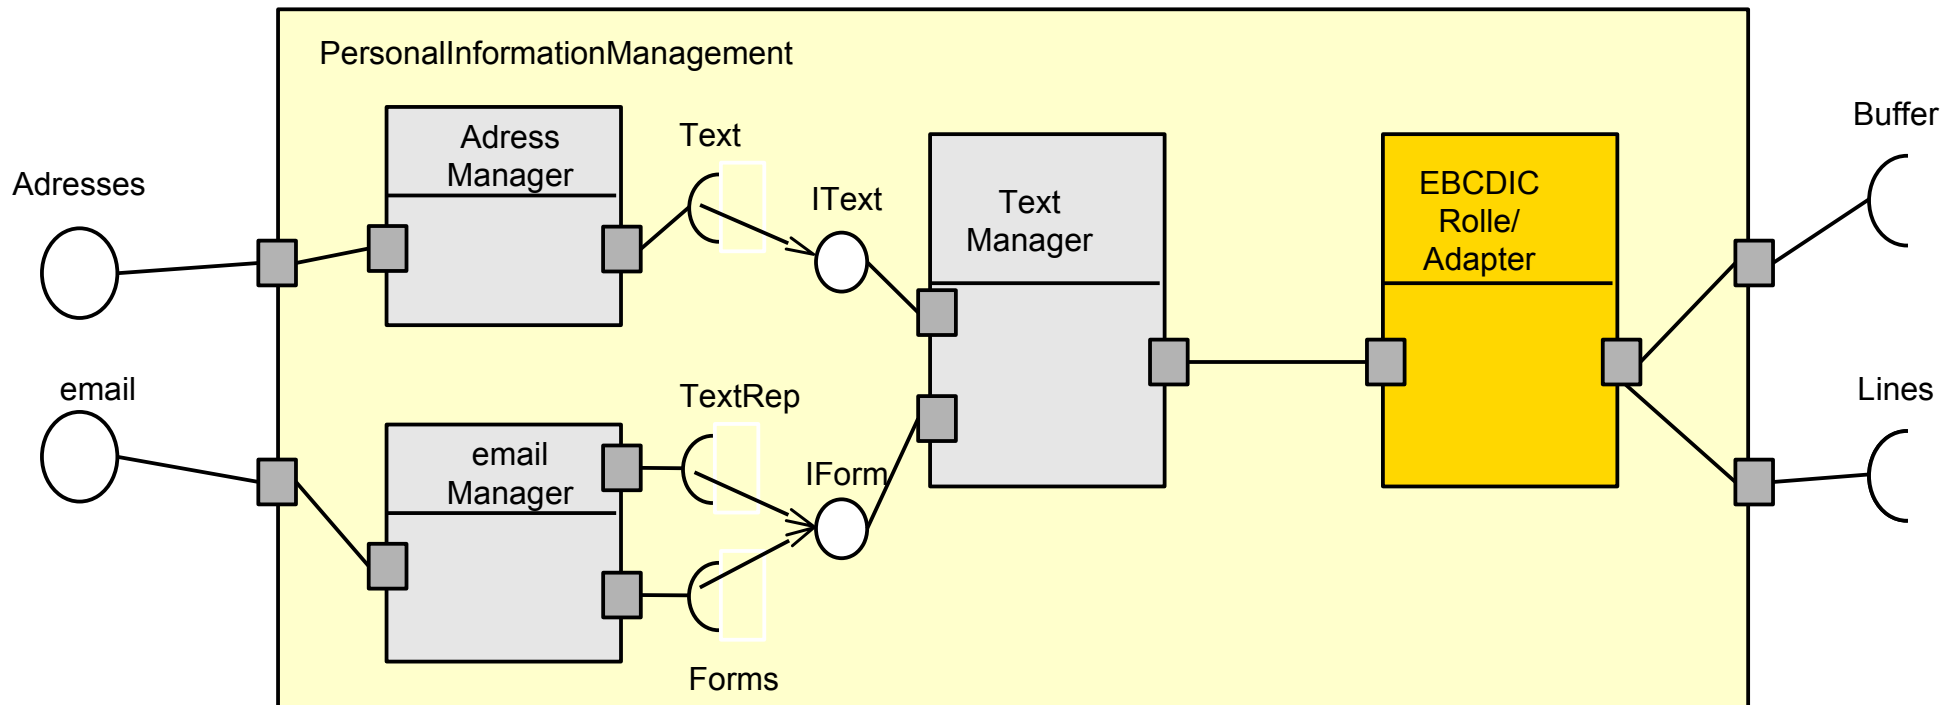 PersonalInformationManagement
Adresses
Adress
Manager
Text
IText
Text
Manager
EBCDIC
Rolle/
Adapter
Buffer
email
email
Manager
TextRep
IForm
Forms
Lines